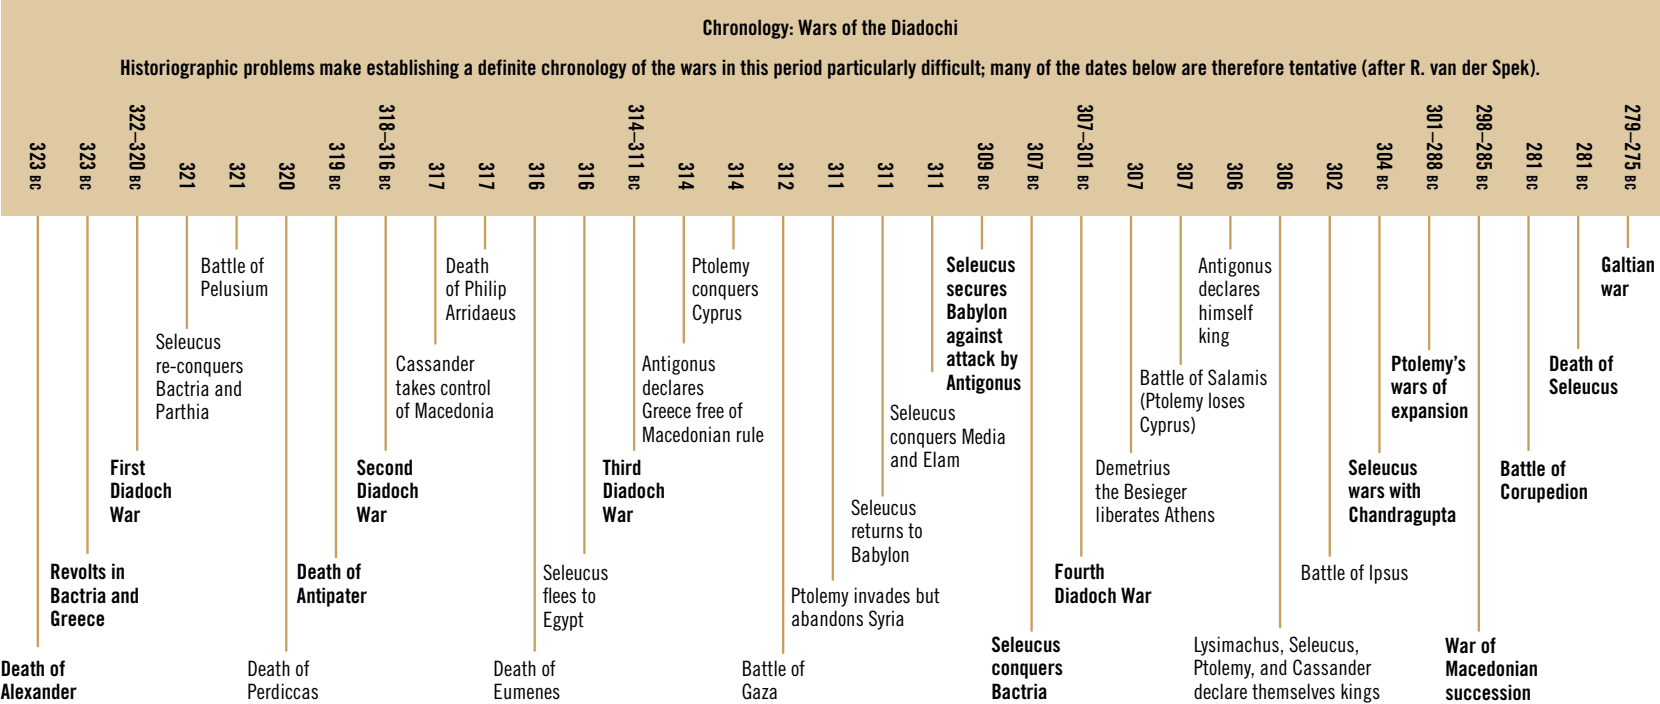 Chronology: Wars of the Diadochi
Historiographic problems make establishing a definite chronology of the wars in this period particularly difficult; many of the dates below are therefore tentative (after R. van der Spek).
323 BC
Death of
Alexander
323 BC
Revolts in
Bactria and
Greece
322–320 BC
First
Diadoch
War
321
Seleucus
re-conquers
Bactria and
Parthia
321
Battle of
Pelusium
320
Death of
Perdiccas
319 BC
Death of
Antipater
318–316 BC
Second
Diadoch
War
317
Cassander
takes control
of Macedonia
317
Death
of Philip
Arridaeus
316
Death of
Eumenes
316
Seleucus
flees to
Egypt
314–311 BC
Third
Diadoch
War
314
Antigonus
declares
Greece free of
Macedonian rule
314
Ptolemy
conquers
Cyprus
312
Battle of
Gaza
311
Ptolemy invades but
abandons Syria
311
Seleucus
returns to
Babylon
311
Seleucus
conquers Media
and Elam
309 BC
Seleucus
secures
Babylon
against
attack by
Antigonus
307 BC
Seleucus
conquers
Bactria
307–301 BC
Fourth
Diadoch War
307
Demetrius
the Besieger
liberates Athens
307
Battle of Salamis
(Ptolemy loses
Cyprus)
306
Antigonus
declares
himself
king
306
Lysimachus, Seleucus,
Ptolemy, and Cassander
declare themselves kings
302
Battle of Ipsus
304 BC
Seleucus
wars with
Chandragupta
301–288 BC
Ptolemy’s
wars of
expansion
298–285 BC
War of
Macedonian
succession
281 BC
Battle of
Corupedion
281 BC
Death of
Seleucus
279–275 BC
Galtian
war